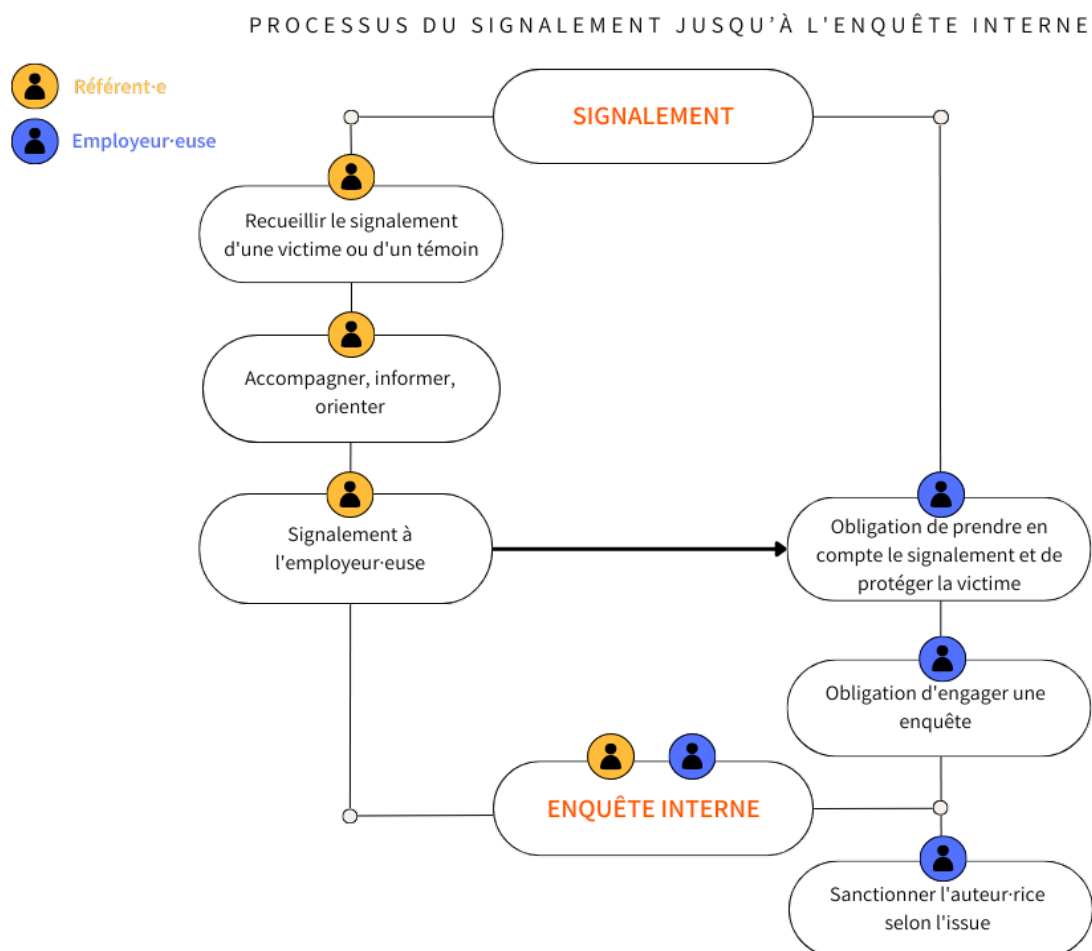 PROCESSUS DU SIGNALEMENT JUSQU’À L'ENQUÊTE INTERNE
Référent·e
Employeur·euse
SIGNALEMENT
Recueillir le signalement
d'une victime ou d'un témoin
Accompagner, informer,
orienter
Signalement à
l'employeur·euse
Obligation de prendre en
compte le signalement et de
protéger la victime
Obligation d'engager une
enquête
ENQUÊTE INTERNE
Sanctionner l'auteur·rice
selon l'issue